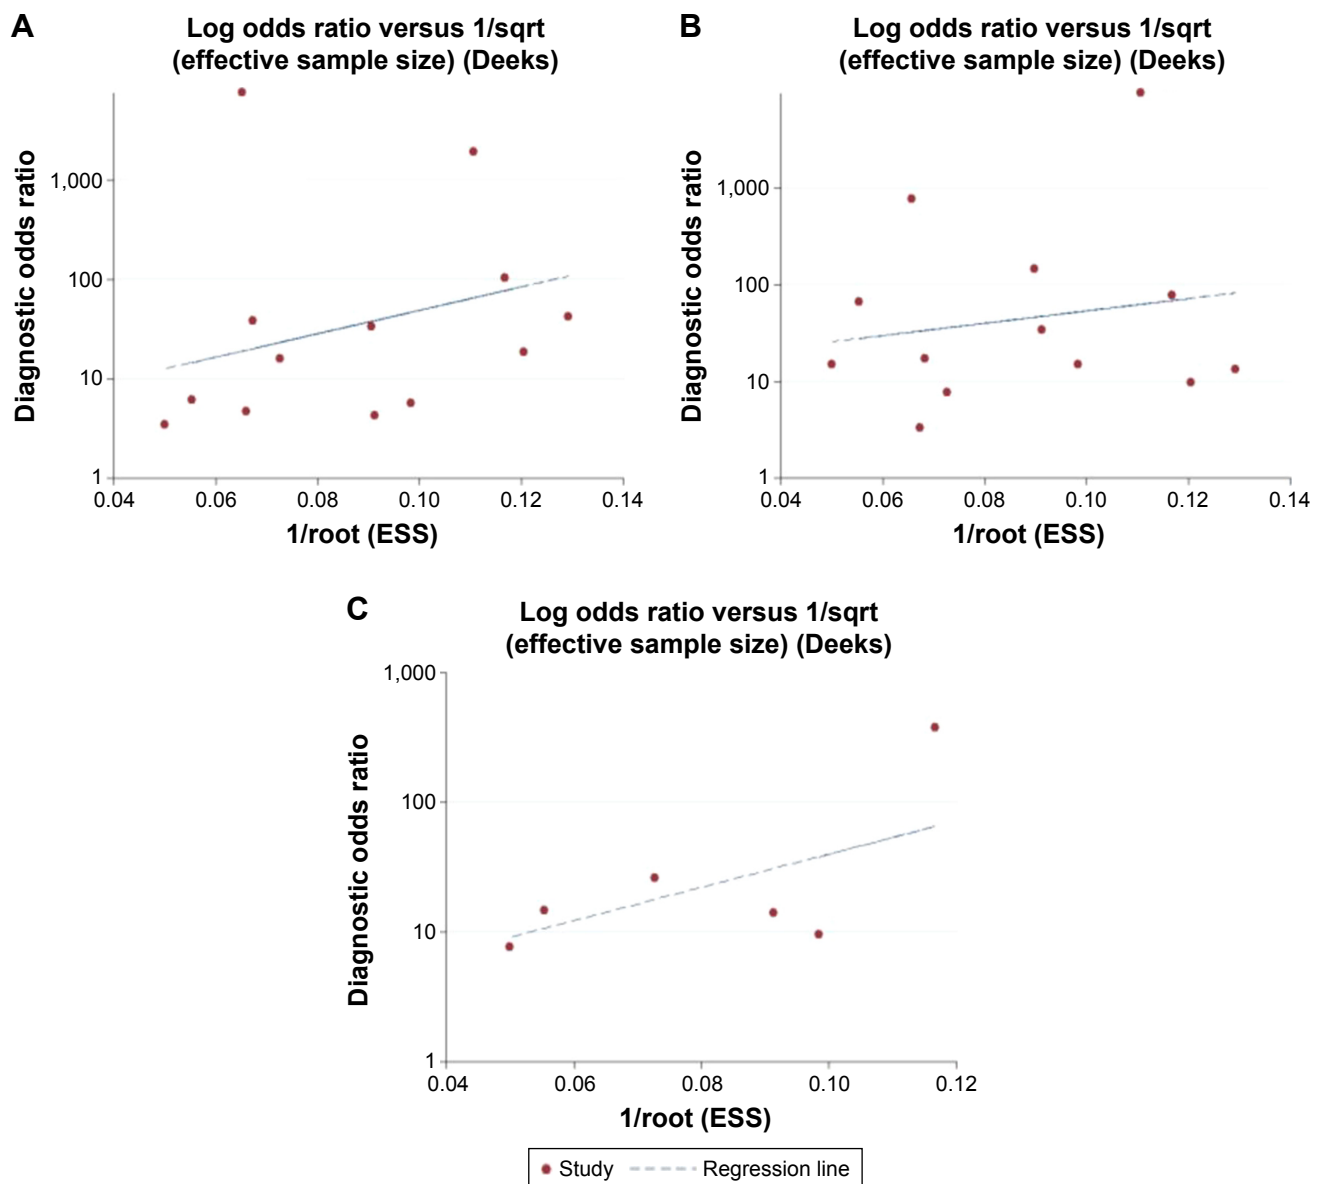 A
Log odds ratio versus 1/sqrt
(effective sample size) (Deeks)
Diagnostic odds ratio
1,000
100
10
1
0.04 0.06 0.08 0.10 0.12 0.14
1/root (ESS)
B
Log odds ratio versus 1/sqrt
(effective sample size) (Deeks)
Diagnostic odds ratio
1,000
100
10
1
0.04 0.06 0.08 0.10 0.12 0.14
1/root (ESS)
C
Log odds ratio versus 1/sqrt
(effective sample size) (Deeks)
Diagnostic odds ratio
1,000
100
10
1
0.04 0.06 0.08 0.10 0.12
1/root (ESS)
Study Regression line